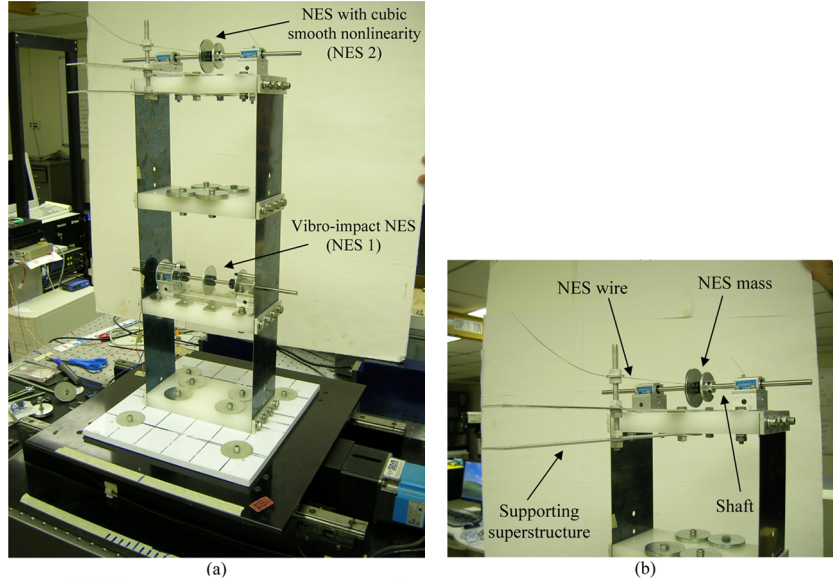 NES with cubic
smooth nonlinearity
(NES 2)
Vibro-impact NES
(NES 1)
(a)
NES wire
NES mass
Shaft
Supporting
superstructure
(b)